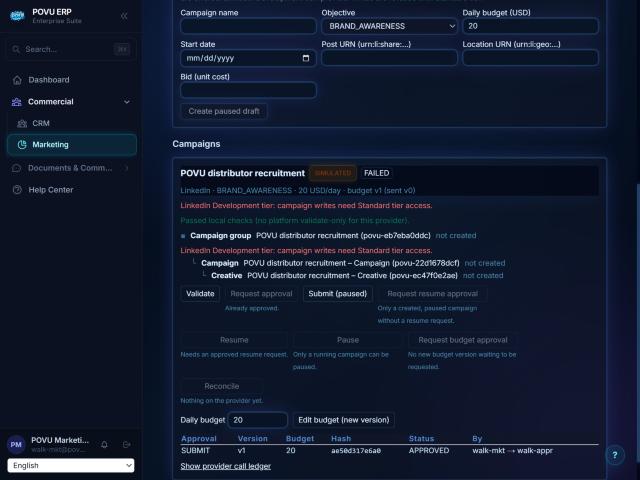 POVU ERP
Enterprise Suite
Search...
⌘K
Dashboard
Commercial
CRM
Marketing
Documents & Comm...
Help Center
POVU Marketi...
walk-mkt@pov...
PM
English
Campaign name
Objective
Daily budget (USD)
BRAND_AWARENESS
20
Start date
Post URN (urn:li:share:...)
Location URN (urn:li:geo:...)
mm/dd/yyyy
Bid (unit cost)
Create paused draft
Campaigns
POVU distributor recruitment SIMULATED FAILED
LinkedIn · BRAND_AWARENESS · 20 USD/day · budget v1 (sent v0)
LinkedIn Development tier: campaign writes need Standard tier access.
Passed local checks (no platform validate-only for this provider).
Campaign group POVU distributor recruitment (povu-eb7eba0ddc) not created
LinkedIn Development tier: campaign writes need Standard tier access.
Campaign POVU distributor recruitment – Campaign (povu-22d1678dcf) not created
Creative POVU distributor recruitment – Creative (povu-ec47f0e2ae) not created
Validate Request approval Submit (paused) Request resume approval
Already approved.
Only a created, paused campaign
without a resume request.
Resume Pause Request budget approval
Needs an approved resume request. Only a running campaign can be
paused.
No new budget version waiting to be
requested.
Reconcile
Nothing on the provider yet.
Daily budget 20 Edit budget (new version)
Approval Version Budget Hash Status By
SUBMIT v1 20 ae50d317e6a0 APPROVED walk-mkt → walk-appr
Show provider call ledger
?